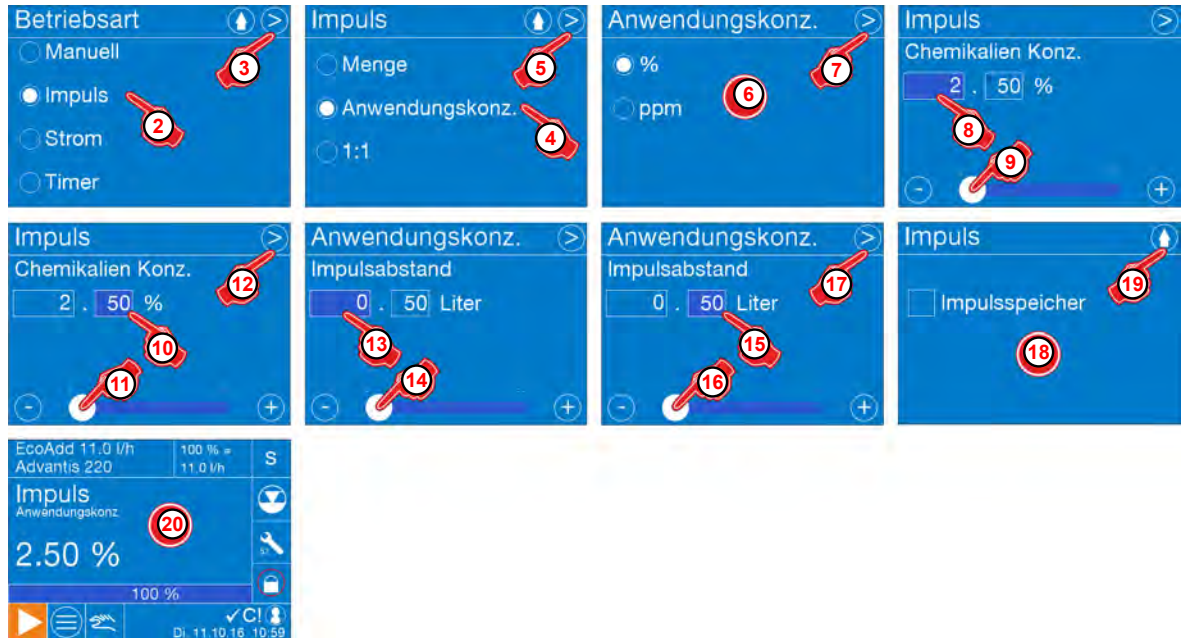 Betriebsart
Manuell
3
Impuls
2
Strom
Timer
Impuls
Menge
5
Anwendungskonz.
4
1:1
Anwendungskonz.
%
7
6
ppm
Impuls
Chemikalien Konz.
2 . 50 %
8
9
- +
Impuls
Chemikalien Konz.
12
2 . 50 %
10
11
- +
Anwendungskonz.
Impulsabstand
0 . 50 Liter
13
14
- +
Anwendungskonz.
Impulsabstand
17
0 . 50 Liter
15
16
- +
Impuls
19
Impulsspeicher
18
EcoAdd 11.0 l/h 100 % = S
Advantis 220 11.0 l/h
Impuls
Anwendungskonz.
20
2.50 %
100 %
✓C!
Di. 11.10.16 10:59